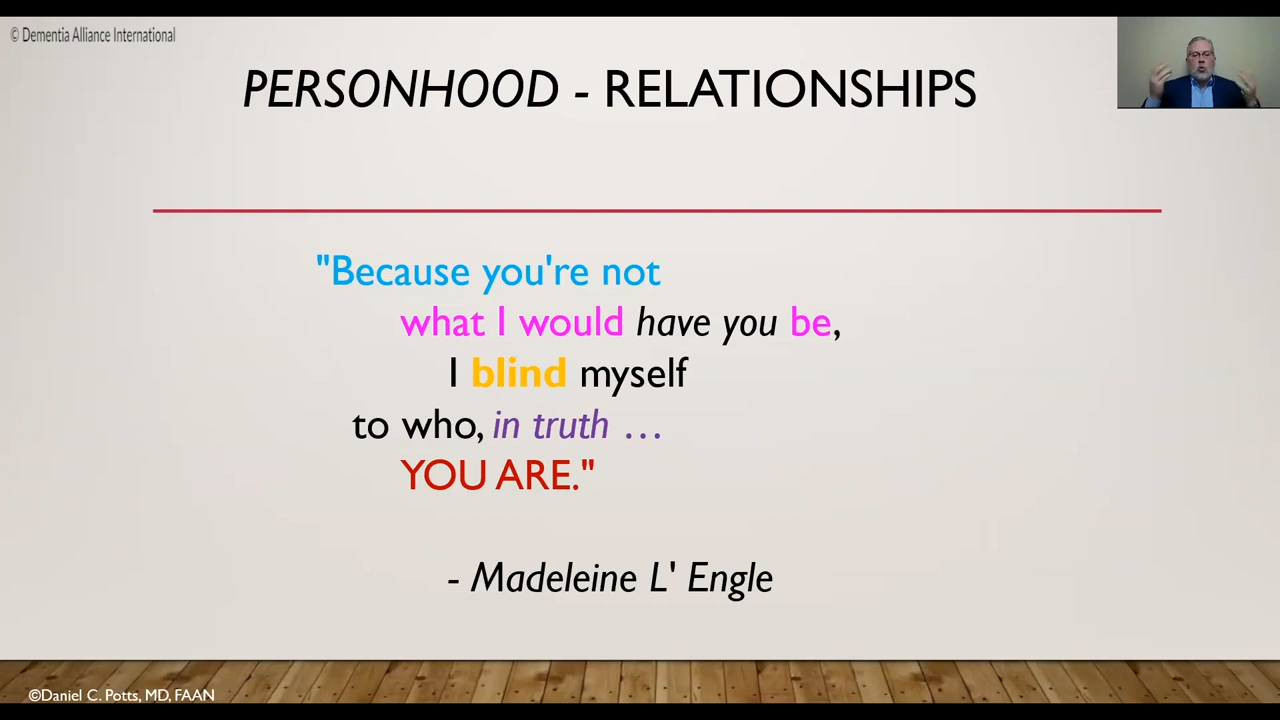 © Dementia Alliance International
PERSONHOOD - RELATIONSHIPS
"Because you're not
what I would have you be,
I blind myself
to who, in truth …
YOU ARE."
- Madeleine L' Engle
©Daniel C. Potts, MD, FAAN